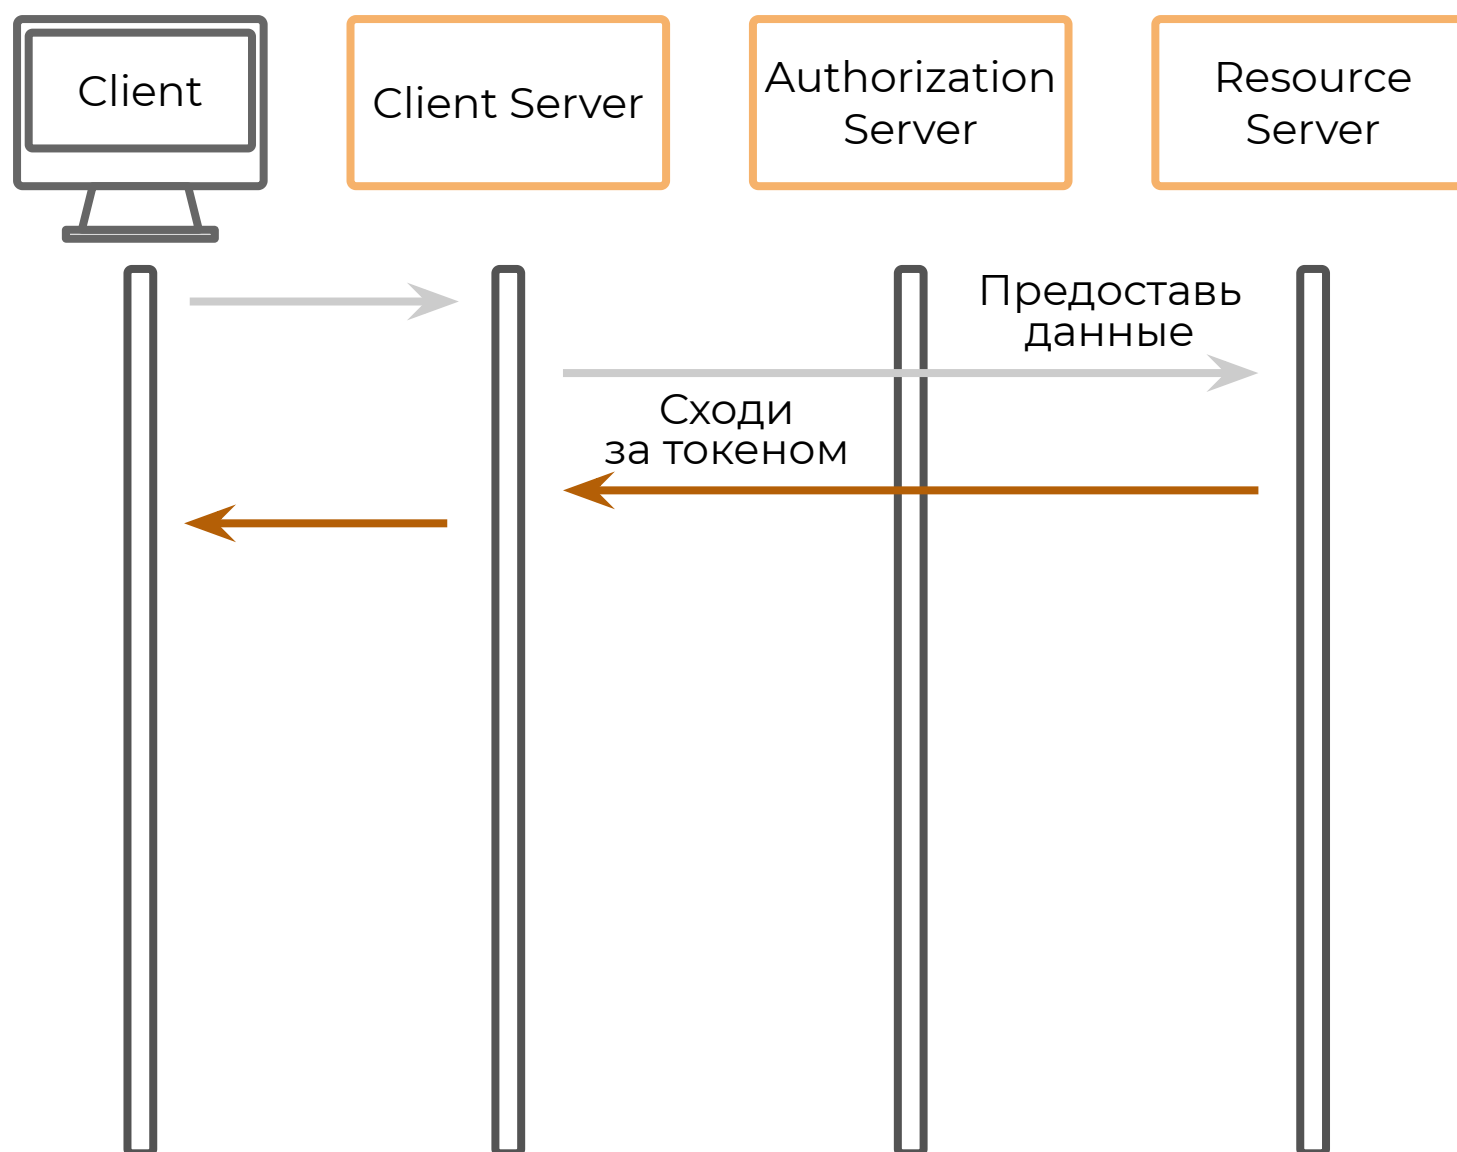 Client
Client Server
Authorization
Server
Resource
Server
Предоставь
данные
Сходи
за токеном